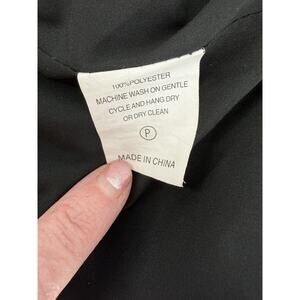 100%POLYESTER
MACHINE WASH ON GENTLE
CYCLE AND HANG DRY
OR DRY CLEAN
P
MADE IN CHINA